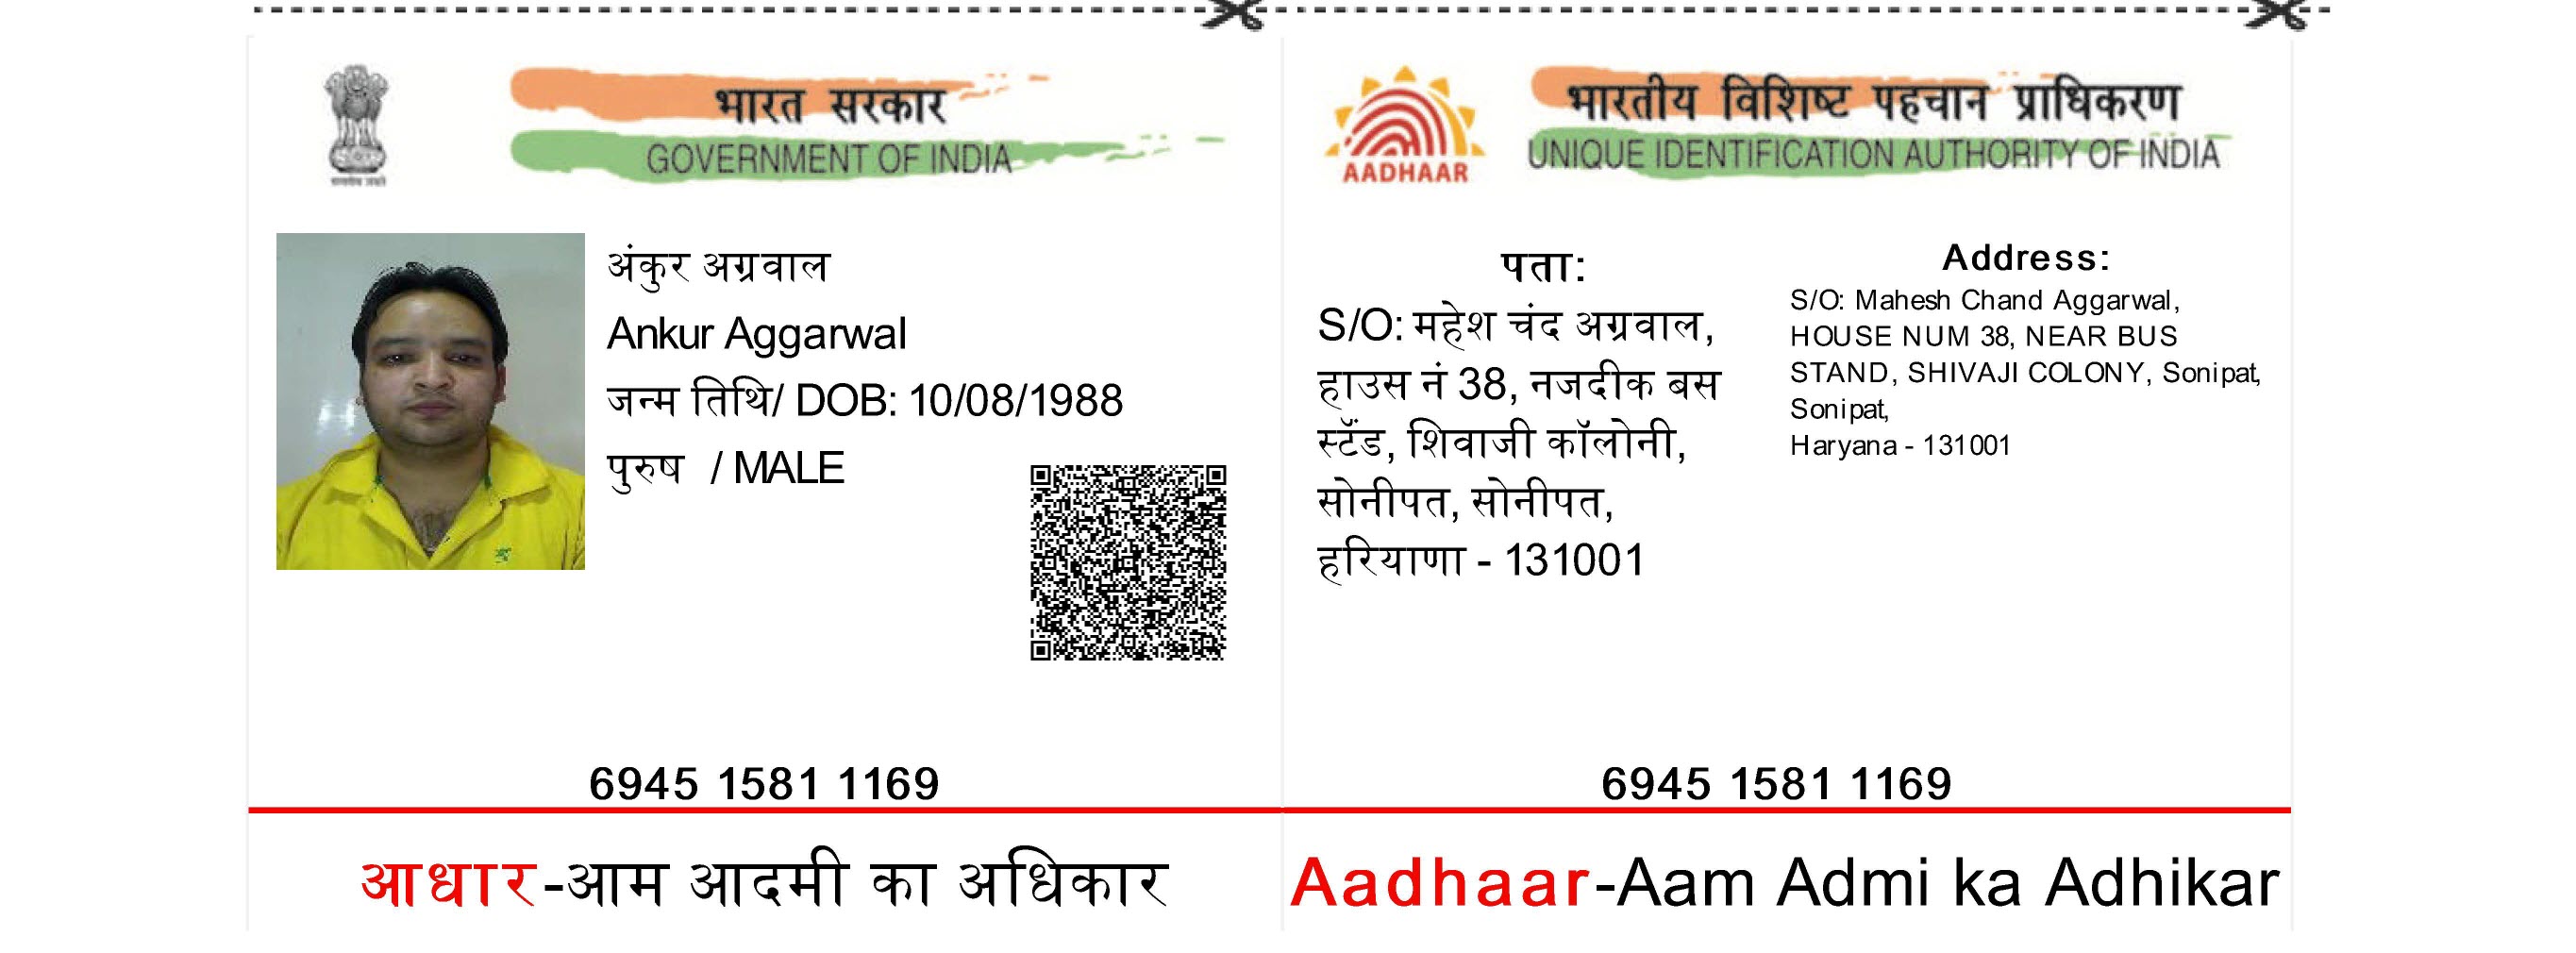 भारत सरकार
GOVERNMENT OF INDIA
अंकुर अग्रवाल
Ankur Aggarwal
जन्म तिथि/ DOB: 10/08/1988
पुरुष / MALE
6945 1581 1169
आधार-आम आदमी का अधिकार
भारतीय विशिष्ट पहचान प्राधिकरण
UNIQUE IDENTIFICATION AUTHORITY OF INDIA
AADHAAR
पता:
S/O: महेश चंद अग्रवाल,
हाउस नं 38, नजदीक बस
स्टैंड, शिवाजी कॉलोनी,
सोनीपत, सोनीपत,
हरियाणा - 131001
Address:
S/O: Mahesh Chand Aggarwal,
HOUSE NUM 38, NEAR BUS
STAND, SHIVAJI COLONY, Sonipat,
Sonipat,
Haryana - 131001
6945 1581 1169
Aadhaar-Aam Admi ka Adhikar